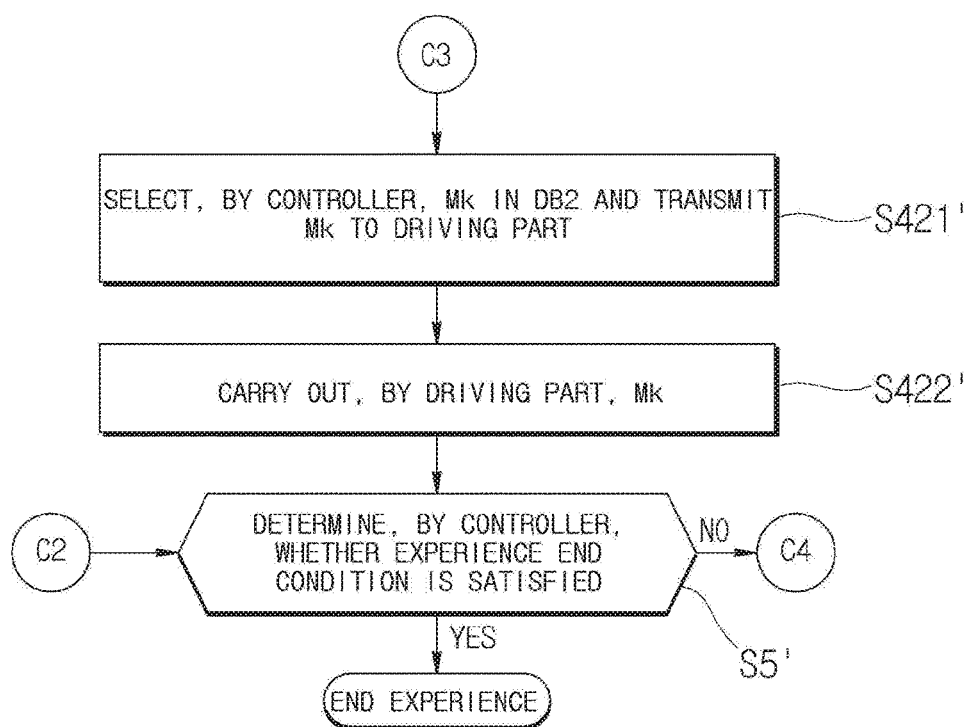 C3
SELECT, BY CONTROLLER, Mk IN DB2 AND TRANSMIT
Mk TO DRIVING PART
S421'
CARRY OUT, BY DRIVING PART, Mk
S422'
C2
DETERMINE, BY CONTROLLER,
WHETHER EXPERIENCE END
CONDITION IS SATISFIED
NO
C4
YES
S5'
END EXPERIENCE